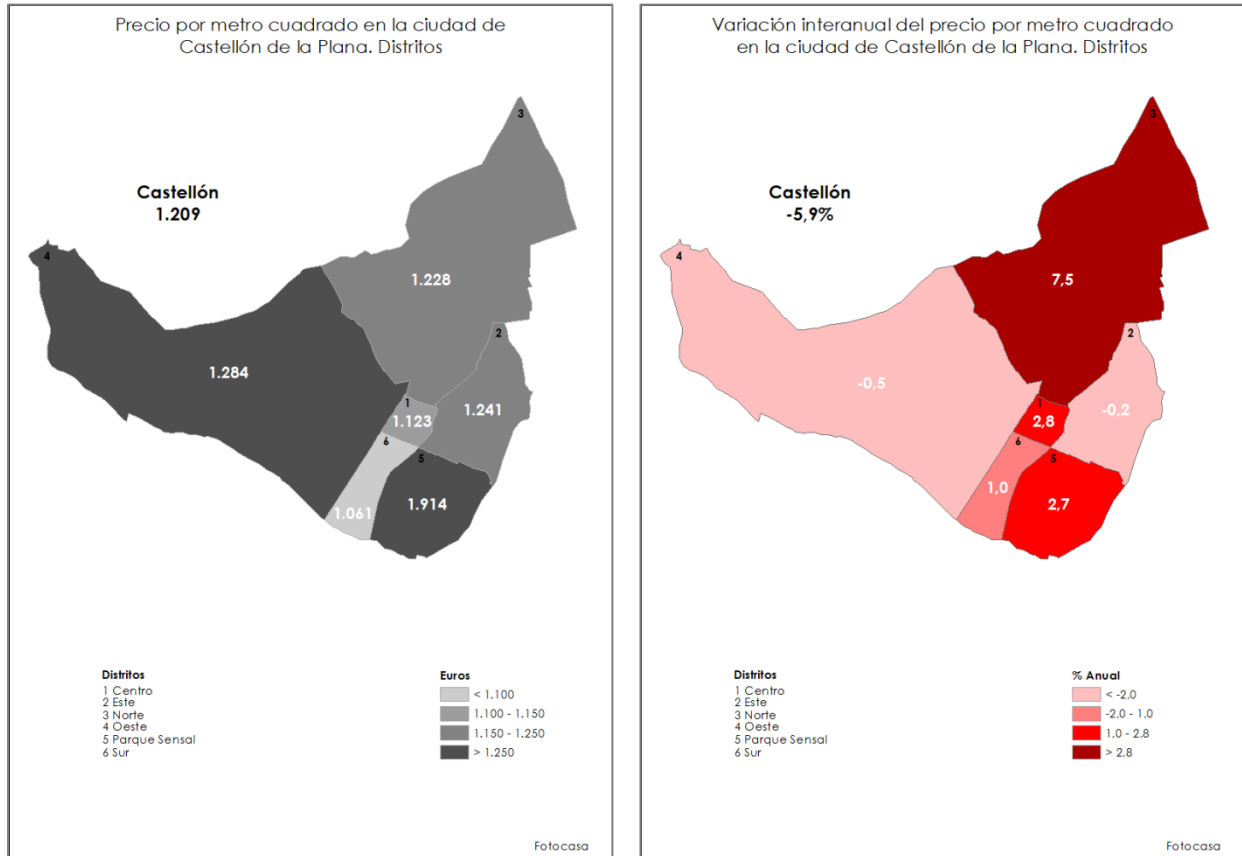 Precio por metro cuadrado en la ciudad de
Castellón de la Plana. Distritos
3
Castellón
1.209
4
1.228
2
1.284
1
1.241
1.123
6
5
1.914
1.061
Distritos
1 Centro
2 Este
3 Norte
4 Oeste
5 Parque Sensal
6 Sur
Euros
< 1.100
1.100 - 1.150
1.150 - 1.250
> 1.250
Fotocasa
Variación interanual del precio por metro cuadrado
en la ciudad de Castellón de la Plana. Distritos
3
Castellón
-5,9%
4
7,5
2
-0,5
1
-0,2
2,8
6
5
1,0
2,7
Distritos
1 Centro
2 Este
3 Norte
4 Oeste
5 Parque Sensal
6 Sur
% Anual
< -2.0
-2.0 - 1.0
1.0 - 2.8
> 2.8
Fotocasa